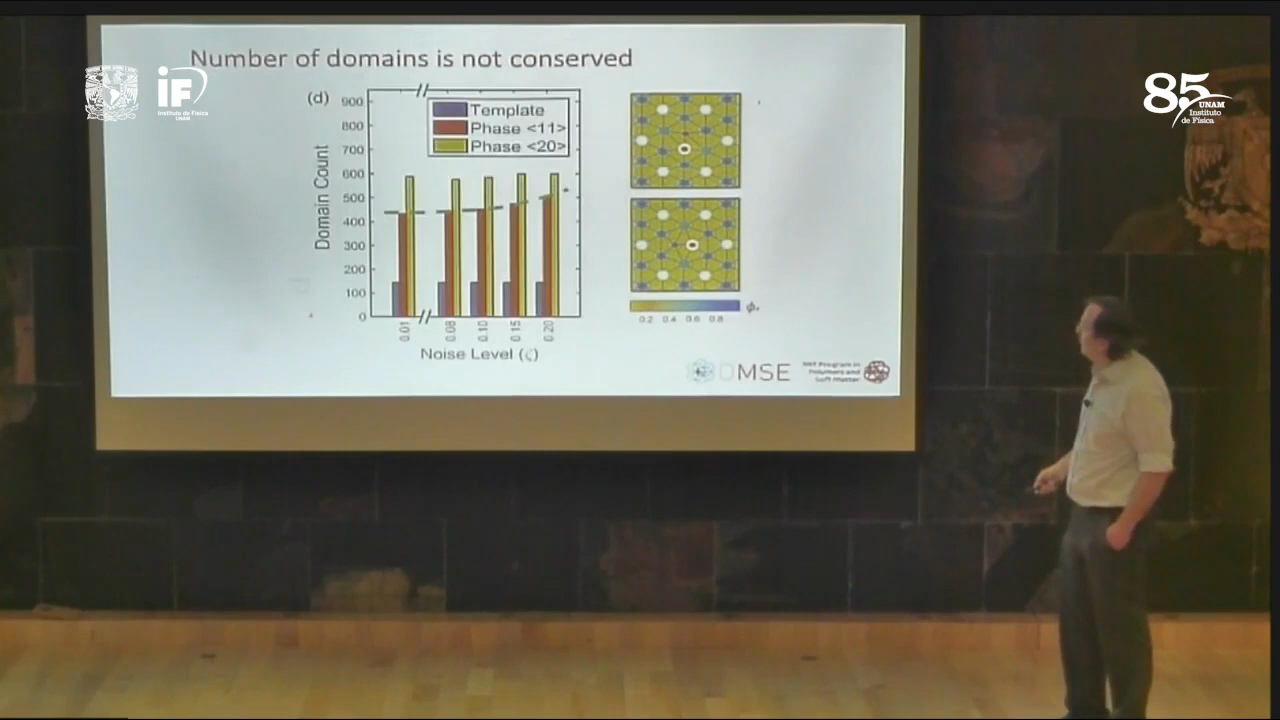 Number of domains is not conserved
iF
Instituto de Física
UNAM
85
UNAM
Instituto
de Física
(d)
Template
Phase <11>
Phase <20>
Domain Count
900
800
700
600
500
400
300
200
100
0
0.01
0.08
0.10
0.15
0.20
Noise Level (ζ)
0.2 0.4 0.6 0.8
DMSE
MIT Program in
Polymers and
Soft Matter